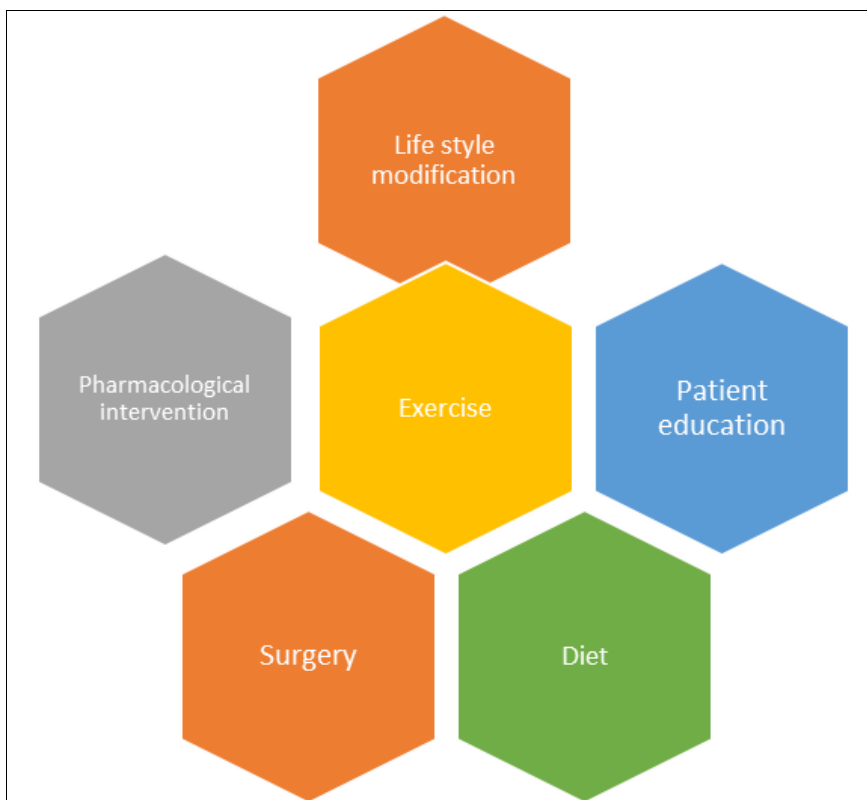 Life style
modification
Pharmacological
intervention
Exercise
Patient
education
Surgery
Diet